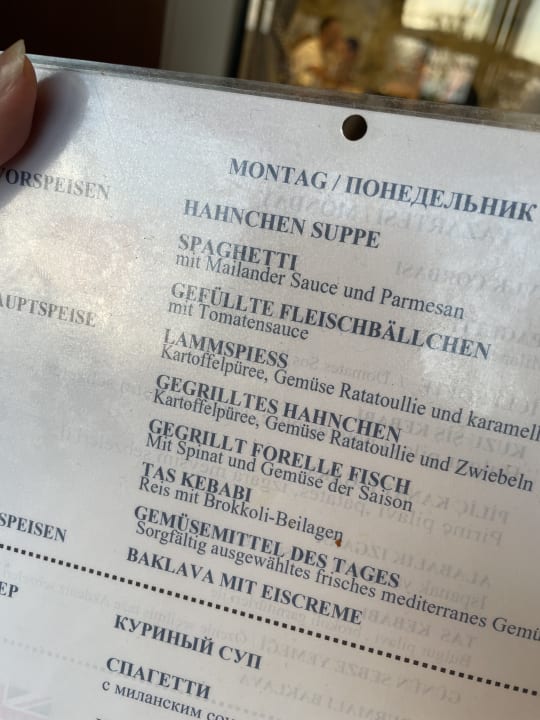 MONTAG / ПОНЕДЕЛЬНИК
VORSPEISEN
HAHNCHEN SUPPE
SPAGHETTI
mit Mailander Sauce und Parmesan
HAUPTSPEISE
GEFÜLLTE FLEISCHBÄLLCHEN
mit Tomatensauce
LAMMSPIESS
Kartoffelpüree, Gemüse Ratatoullie und karamell
GEGRILLTES HAHNCHEN
Kartoffelpüree, Gemüse Ratatoullie und Zwiebeln
GEGRILLT FORELLE FISCH
Mit Spinat und Gemüse der Saison
TAS KEBABI
Reis mit Brokkoli-Beilagen
GEMÜSEMITTEL DES TAGES
Sorgfältig ausgewähltes frisches mediterranes Gemü
SPEISEN
BAKLAVA MIT EISCREME
ЕР
КУРИНЫЙ СУП
СПАГЕТТИ
с миланским соу